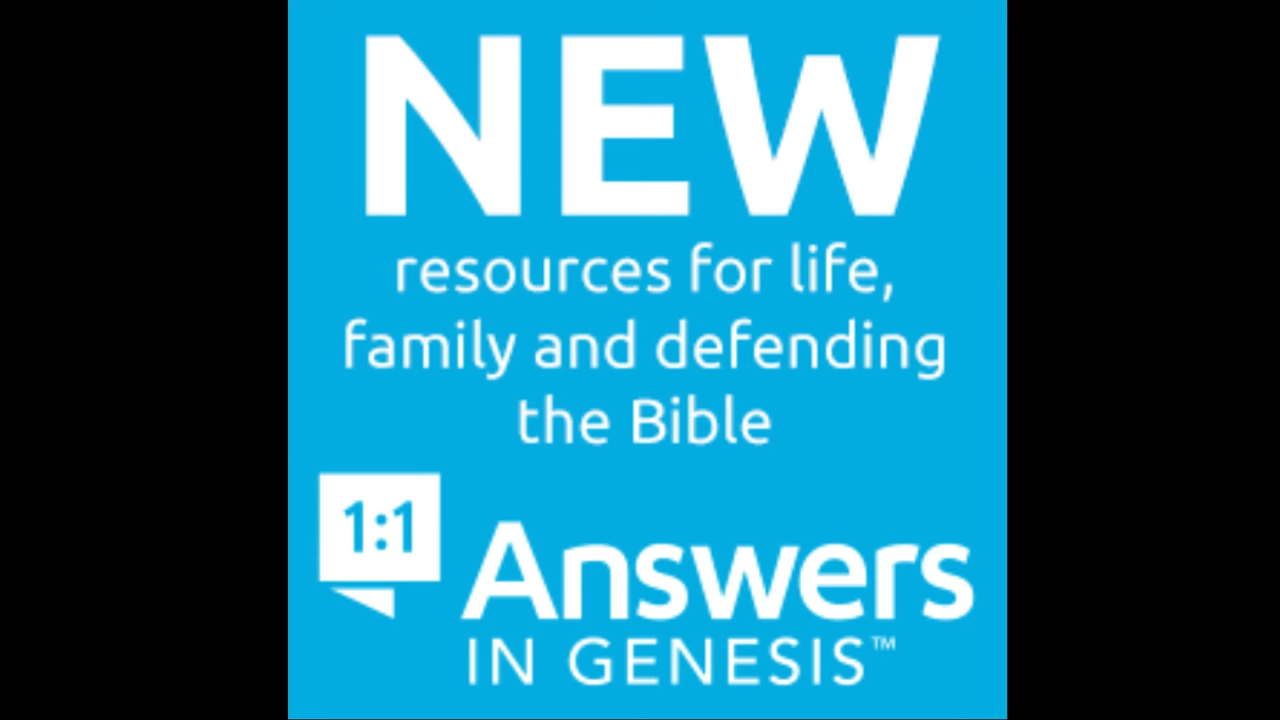 NEW
resources for life,
family and defending
the Bible
1:1
Answers
IN GENESIS™